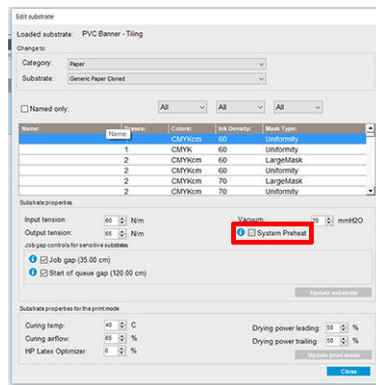 Edit substrate
Loaded substrate: PVC Banner - Tiling
Change to:
Category: Paper
Substrate: Generic Paper Cloned
Named only: All All All
Name: Passes: Colors: Ink Density: Mask Type:
Name
CMYKcm 60 Uniformity
1 CMYK 60 Uniformity
2 CMYKcm 60 LargeMask
2 CMYKcm 60 LargeMask
2 CMYKcm 70 LargeMask
2 CMYKcm 70 Uniformity
Substrate properties
Input tension: 60 N/m Vacuum: 30 mmH2O
Output tension: 65 N/m System Preheat
Job gap controls for sensitive substrates
Job gap (35.00 cm)
Start of queue gap (120.00 cm)
Update substrate
Substrate properties for the print mode
Curing temp: 40 C Drying power leading: 50 %
Curing airflow: 65 % Drying power trailing: 50 %
HP Latex Optimizer: 0 % Update print mode
Close